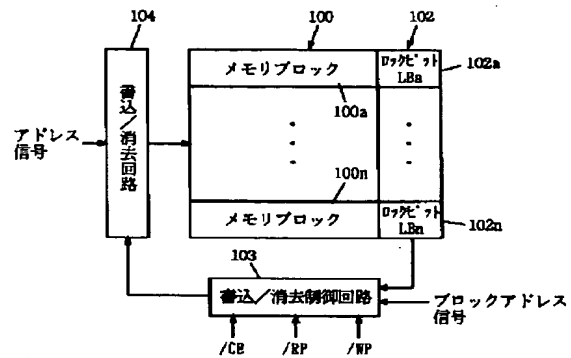 104
100
102
メモリブロック
ロックビット
LBa
102a
100a
書込/消去回路
アドレス
信号
100n
メモリブロック
ロックビット
LBn
102n
103
書込/消去制御回路
ブロックアドレス
信号
/CE
/RP
/WP